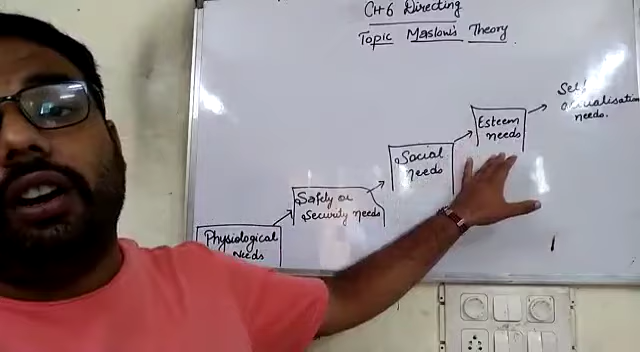 CH-6 Directing
Topic Maslow's Theory
Self
actualisation
needs.
Esteem
needs
Social
needs
Safety or
Security needs
Physiological
Needs